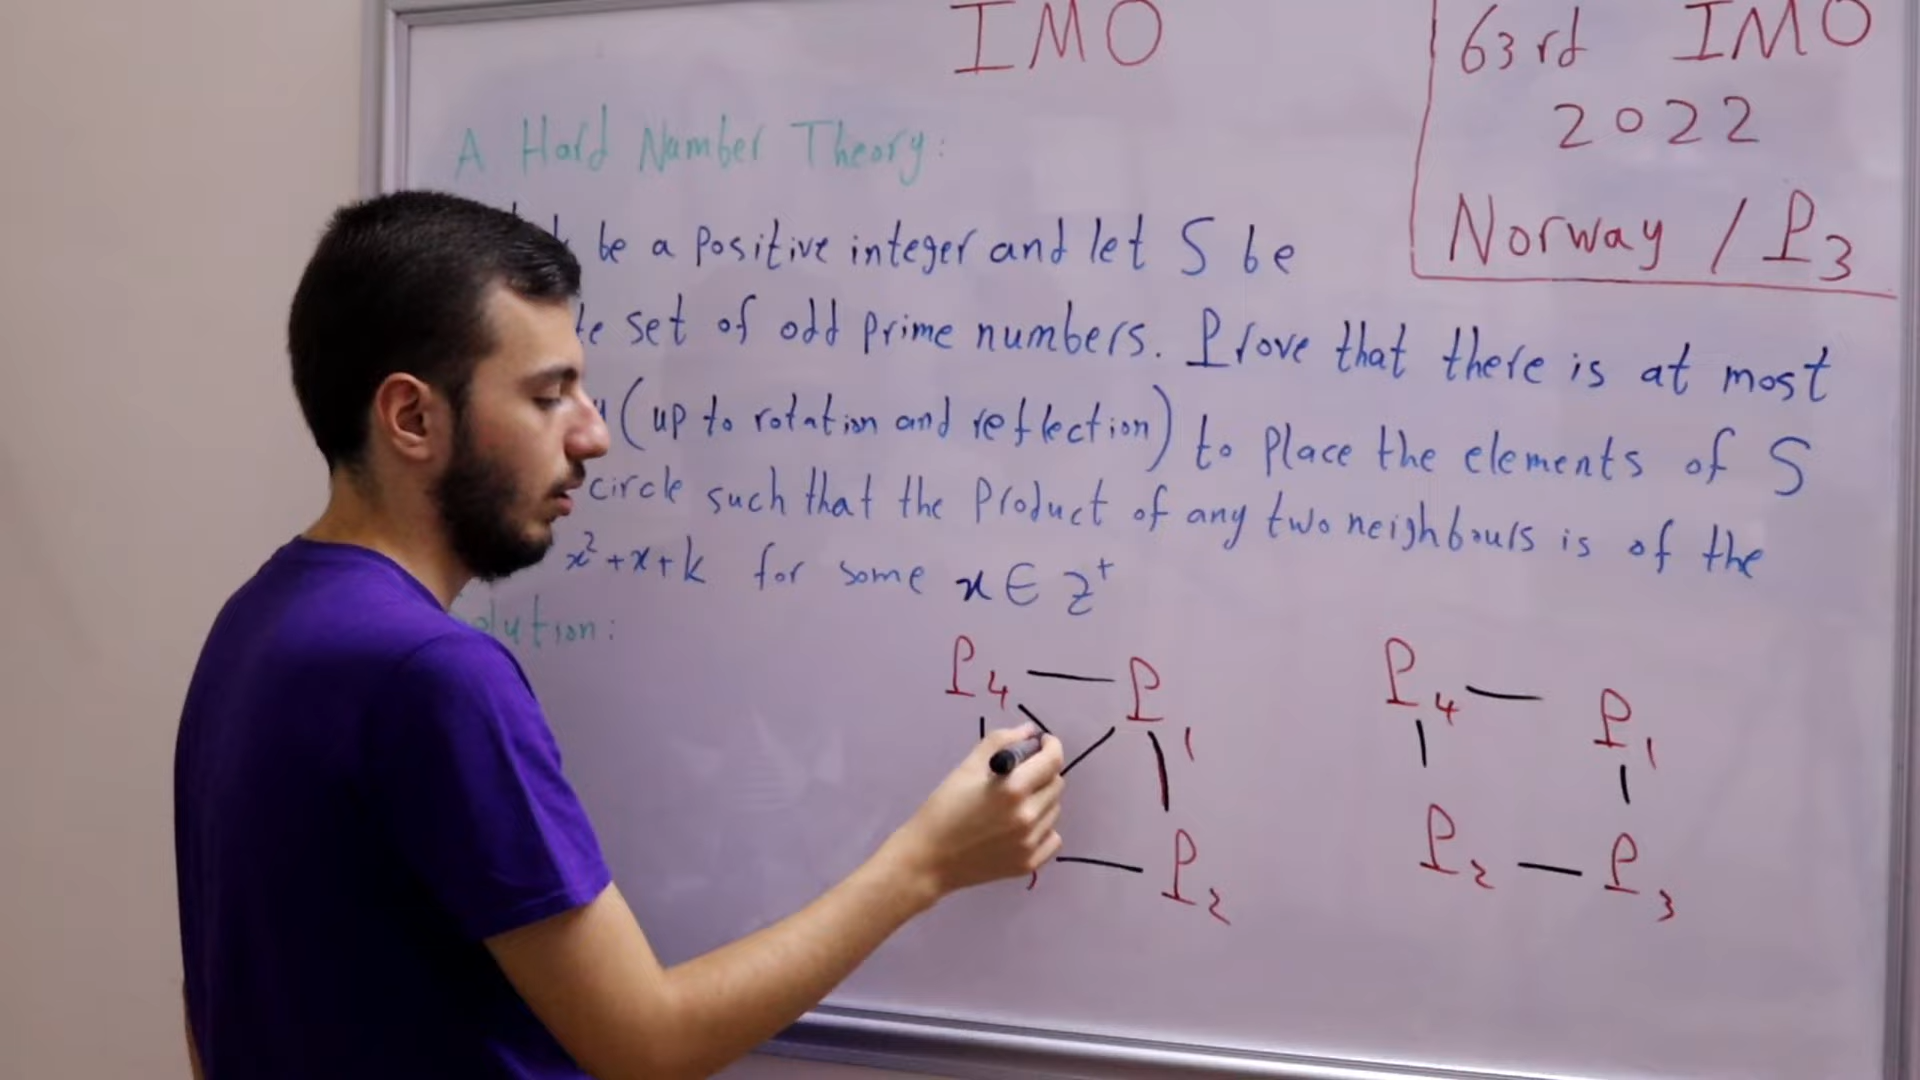 IMO
63rd IMO
2022
Norway / P3
A Hard Number Theory:
be a positive integer and let S be
set of odd prime numbers. Prove that there is at most
(up to rotation and reflection) to place the elements of S
circle such that the product of any two neighbours is of the
x²+x+k for some x ∈ Z⁺
P4 P1
P2
P4 P1
P2 P3